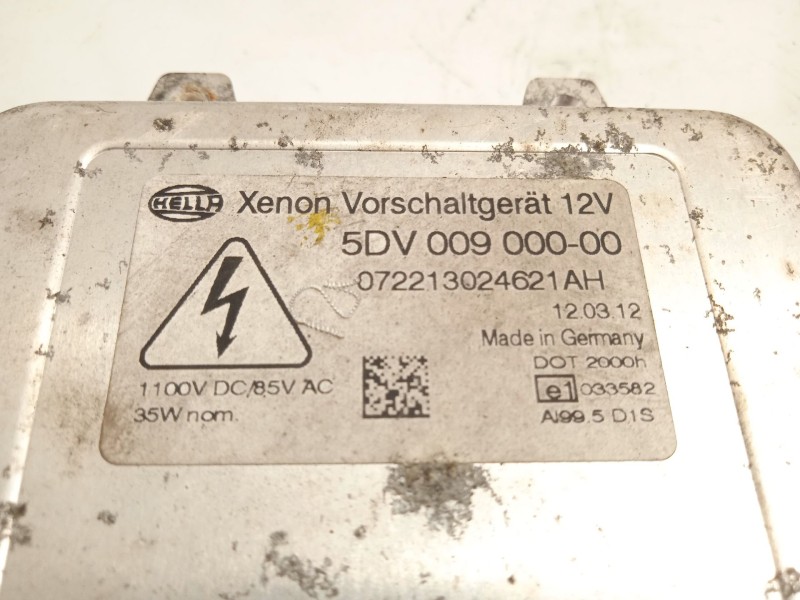 HELLA Xenon Vorschaltgerät 12V
5DV 009 000-00
072213024621AH
12.03.12
Made in Germany
DOT 2000h
1100V DC/85V AC
e1 033582
35W nom.
Al99.5 D1S